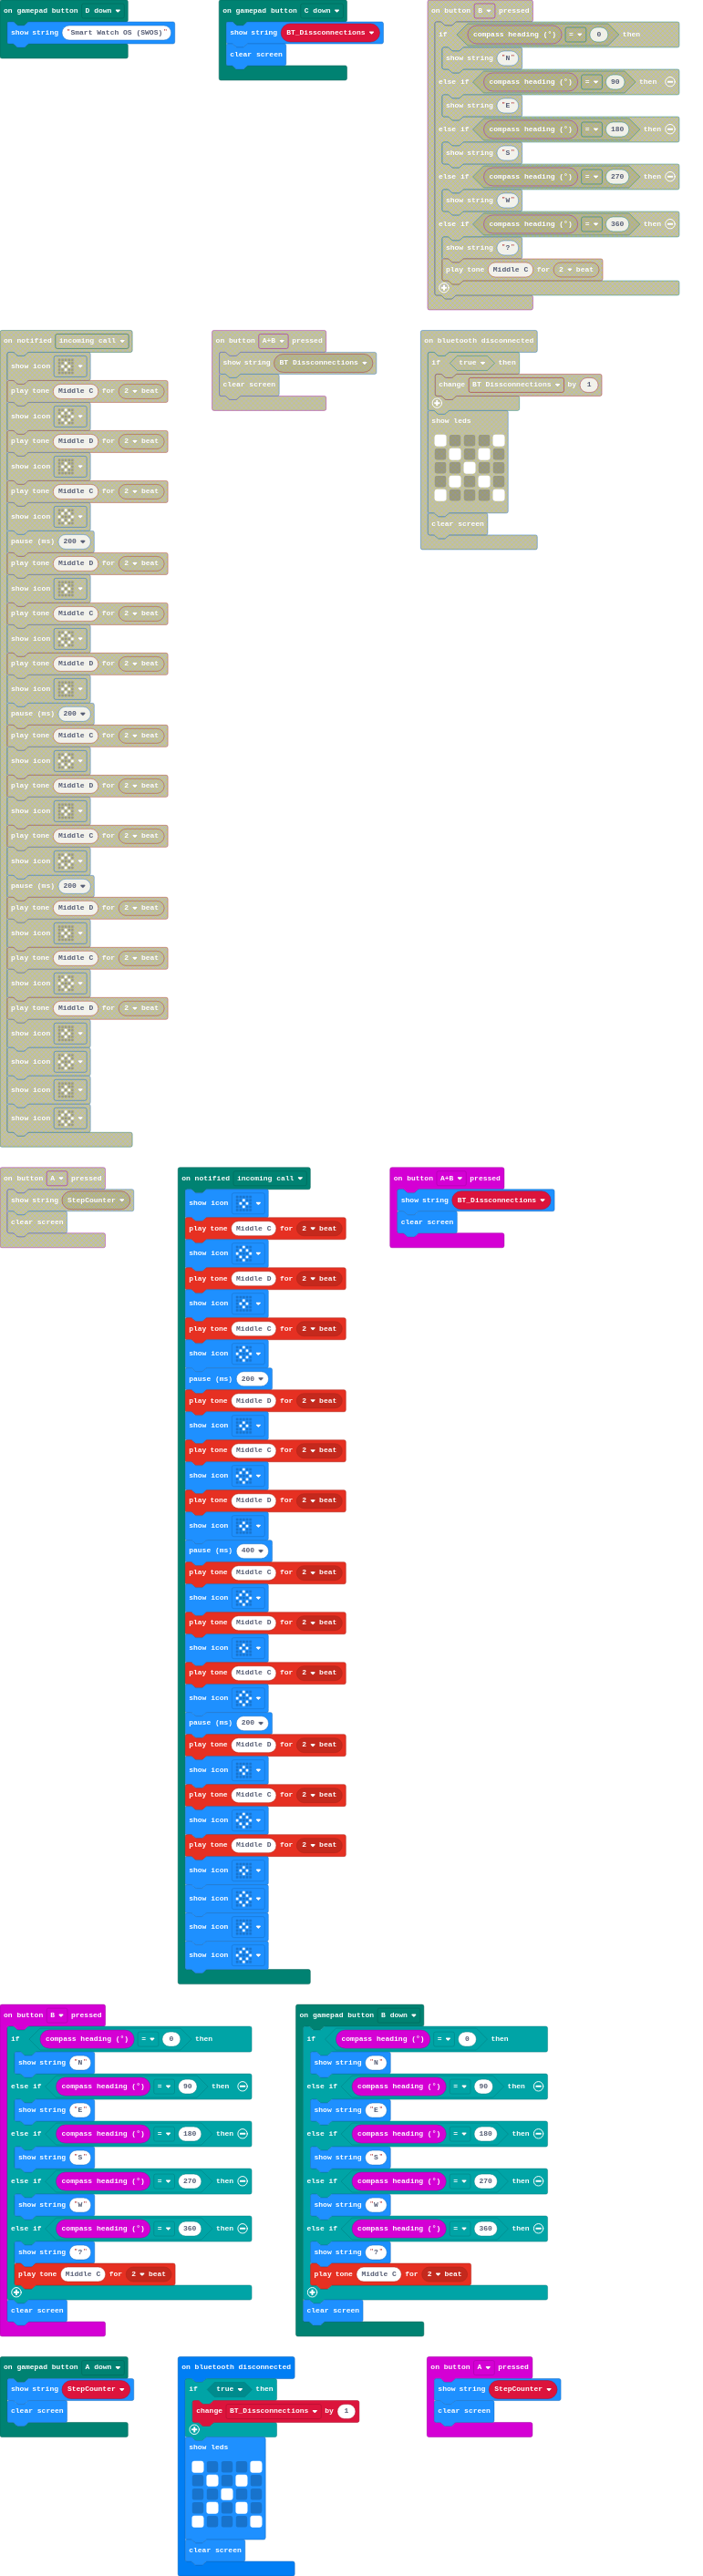 on gamepad button D down
show string "Smart Watch OS (SWOS)"
on gamepad button C down
show string BT_Dissconnections
clear screen
on button B pressed
if compass heading (°) = 0 then
show string "N"
else if compass heading (°) = 90 then
show string "E"
else if compass heading (°) = 180 then
show string "S"
else if compass heading (°) = 270 then
show string "W"
else if compass heading (°) = 360 then
show string "?"
play tone Middle C for 2 beat
on notified incoming call
show icon
play tone Middle C for 2 beat
show icon
play tone Middle D for 2 beat
show icon
play tone Middle C for 2 beat
show icon
pause (ms) 200
play tone Middle D for 2 beat
show icon
play tone Middle C for 2 beat
show icon
play tone Middle D for 2 beat
show icon
pause (ms) 200
play tone Middle C for 2 beat
show icon
play tone Middle D for 2 beat
show icon
play tone Middle C for 2 beat
show icon
pause (ms) 200
play tone Middle D for 2 beat
show icon
play tone Middle C for 2 beat
show icon
play tone Middle D for 2 beat
show icon
show icon
show icon
show icon
on button A+B pressed
show string BT_Dissconnections
clear screen
on bluetooth disconnected
if true then
change BT_Dissconnections by 1
show leds
clear screen
on button A pressed
show string StepCounter
clear screen
on notified incoming call
show icon
play tone Middle C for 2 beat
show icon
play tone Middle D for 2 beat
show icon
play tone Middle C for 2 beat
show icon
pause (ms) 200
play tone Middle D for 2 beat
show icon
play tone Middle C for 2 beat
show icon
play tone Middle D for 2 beat
show icon
pause (ms) 400
play tone Middle C for 2 beat
show icon
play tone Middle D for 2 beat
show icon
play tone Middle C for 2 beat
show icon
pause (ms) 200
play tone Middle D for 2 beat
show icon
play tone Middle C for 2 beat
show icon
play tone Middle D for 2 beat
show icon
show icon
show icon
show icon
on button A+B pressed
show string BT_Dissconnections
clear screen
on button B pressed
if compass heading (°) = 0 then
show string "N"
else if compass heading (°) = 90 then
show string "E"
else if compass heading (°) = 180 then
show string "S"
else if compass heading (°) = 270 then
show string "W"
else if compass heading (°) = 360 then
show string "?"
play tone Middle C for 2 beat
clear screen
on gamepad button B down
if compass heading (°) = 0 then
show string "N"
else if compass heading (°) = 90 then
show string "E"
else if compass heading (°) = 180 then
show string "S"
else if compass heading (°) = 270 then
show string "W"
else if compass heading (°) = 360 then
show string "?"
play tone Middle C for 2 beat
clear screen
on gamepad button A down
show string StepCounter
clear screen
on bluetooth disconnected
if true then
change BT_Dissconnections by 1
show leds
clear screen
on button A pressed
show string StepCounter
clear screen